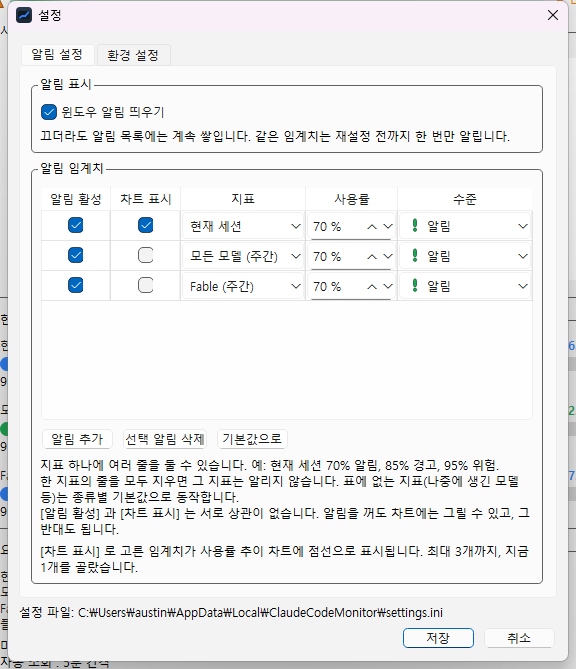 설정
알림 설정
환경 설정
알림 표시
윈도우 알림 띄우기
끄더라도 알림 목록에는 계속 쌓입니다. 같은 임계치는 재설정 전까지 한 번만 알립니다.
알림 임계치
알림 활성 차트 표시 지표 사용률 수준
현재 세션 70 % 알림
모든 모델 (주간) 70 % 알림
Fable (주간) 70 % 알림
알림 추가 선택 알림 삭제 기본값으로
지표 하나에 여러 줄을 둘 수 있습니다. 예: 현재 세션 70% 알림, 85% 경고, 95% 위험.
한 지표의 줄을 모두 지우면 그 지표는 알리지 않습니다. 표에 없는 지표(나중에 생긴 모델
등)는 종류별 기본값으로 동작합니다.
[알림 활성] 과 [차트 표시] 는 서로 상관이 없습니다. 알림을 꺼도 차트에는 그릴 수 있고, 그
반대도 됩니다.
[차트 표시] 로 고른 임계치가 사용률 추이 차트에 점선으로 표시됩니다. 최대 3개까지, 지금
1개를 골랐습니다.
설정 파일: C:₩Users₩austin₩AppData₩Local₩ClaudeCodeMonitor₩settings.ini
저장 취소
자동 조회 : 5분 간격